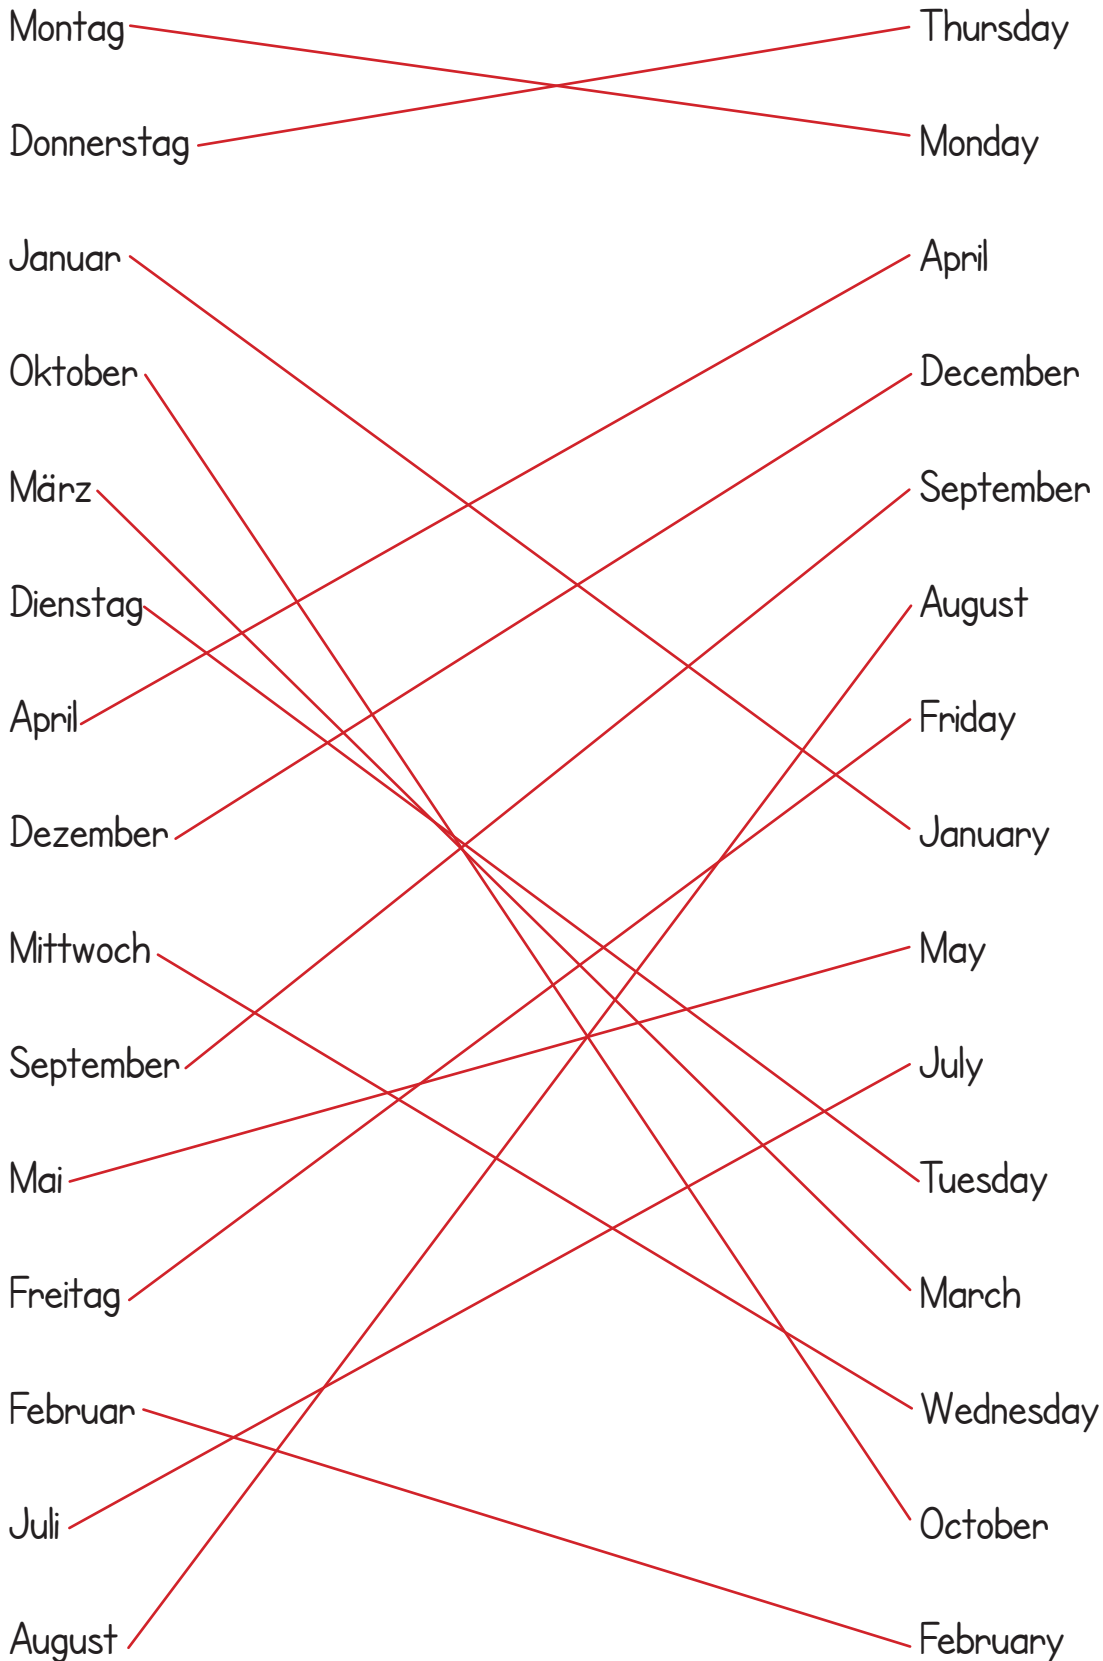 Montag Thursday
Donnerstag Monday
Januar April
Oktober December
März September
Dienstag August
April Friday
Dezember January
Mittwoch May
September July
Mai Tuesday
Freitag March
Februar Wednesday
Juli October
August February